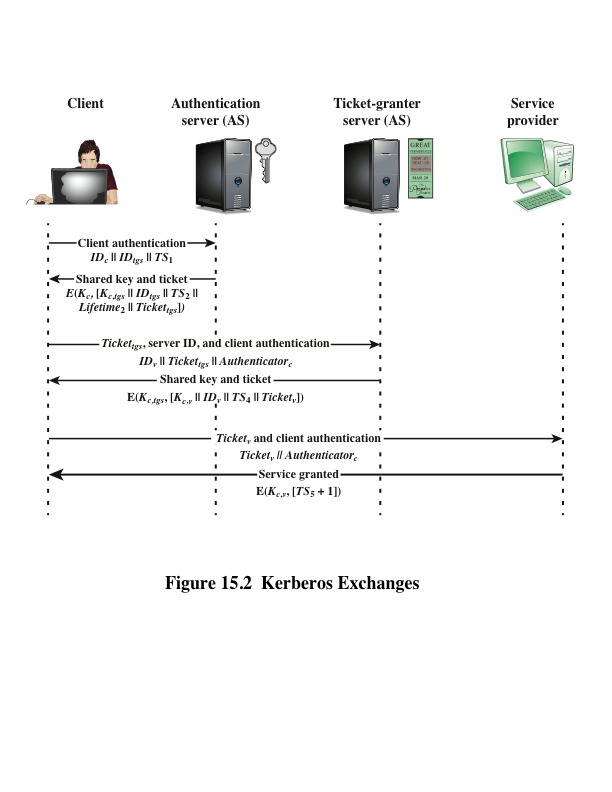 Client
Authentication
server (AS)
Ticket-granter
server (AS)
Service
provider
GREAT
Client authentication
IDc || IDtgs || TS1
Shared key and ticket
E(Kc, [Kc,tgs || IDtgs || TS2 ||
Lifetime2 || Tickettgs])
Tickettgs, server ID, and client authentication
IDv || Tickettgs || Authenticatorc
Shared key and ticket
E(Kc,tgs, [Kc,v || IDv || TS4 || Ticketv])
Ticketv and client authentication
Ticketv // Authenticatorc
Service granted
E(Kc,v, [TS5 + 1])
Figure 15.2 Kerberos Exchanges